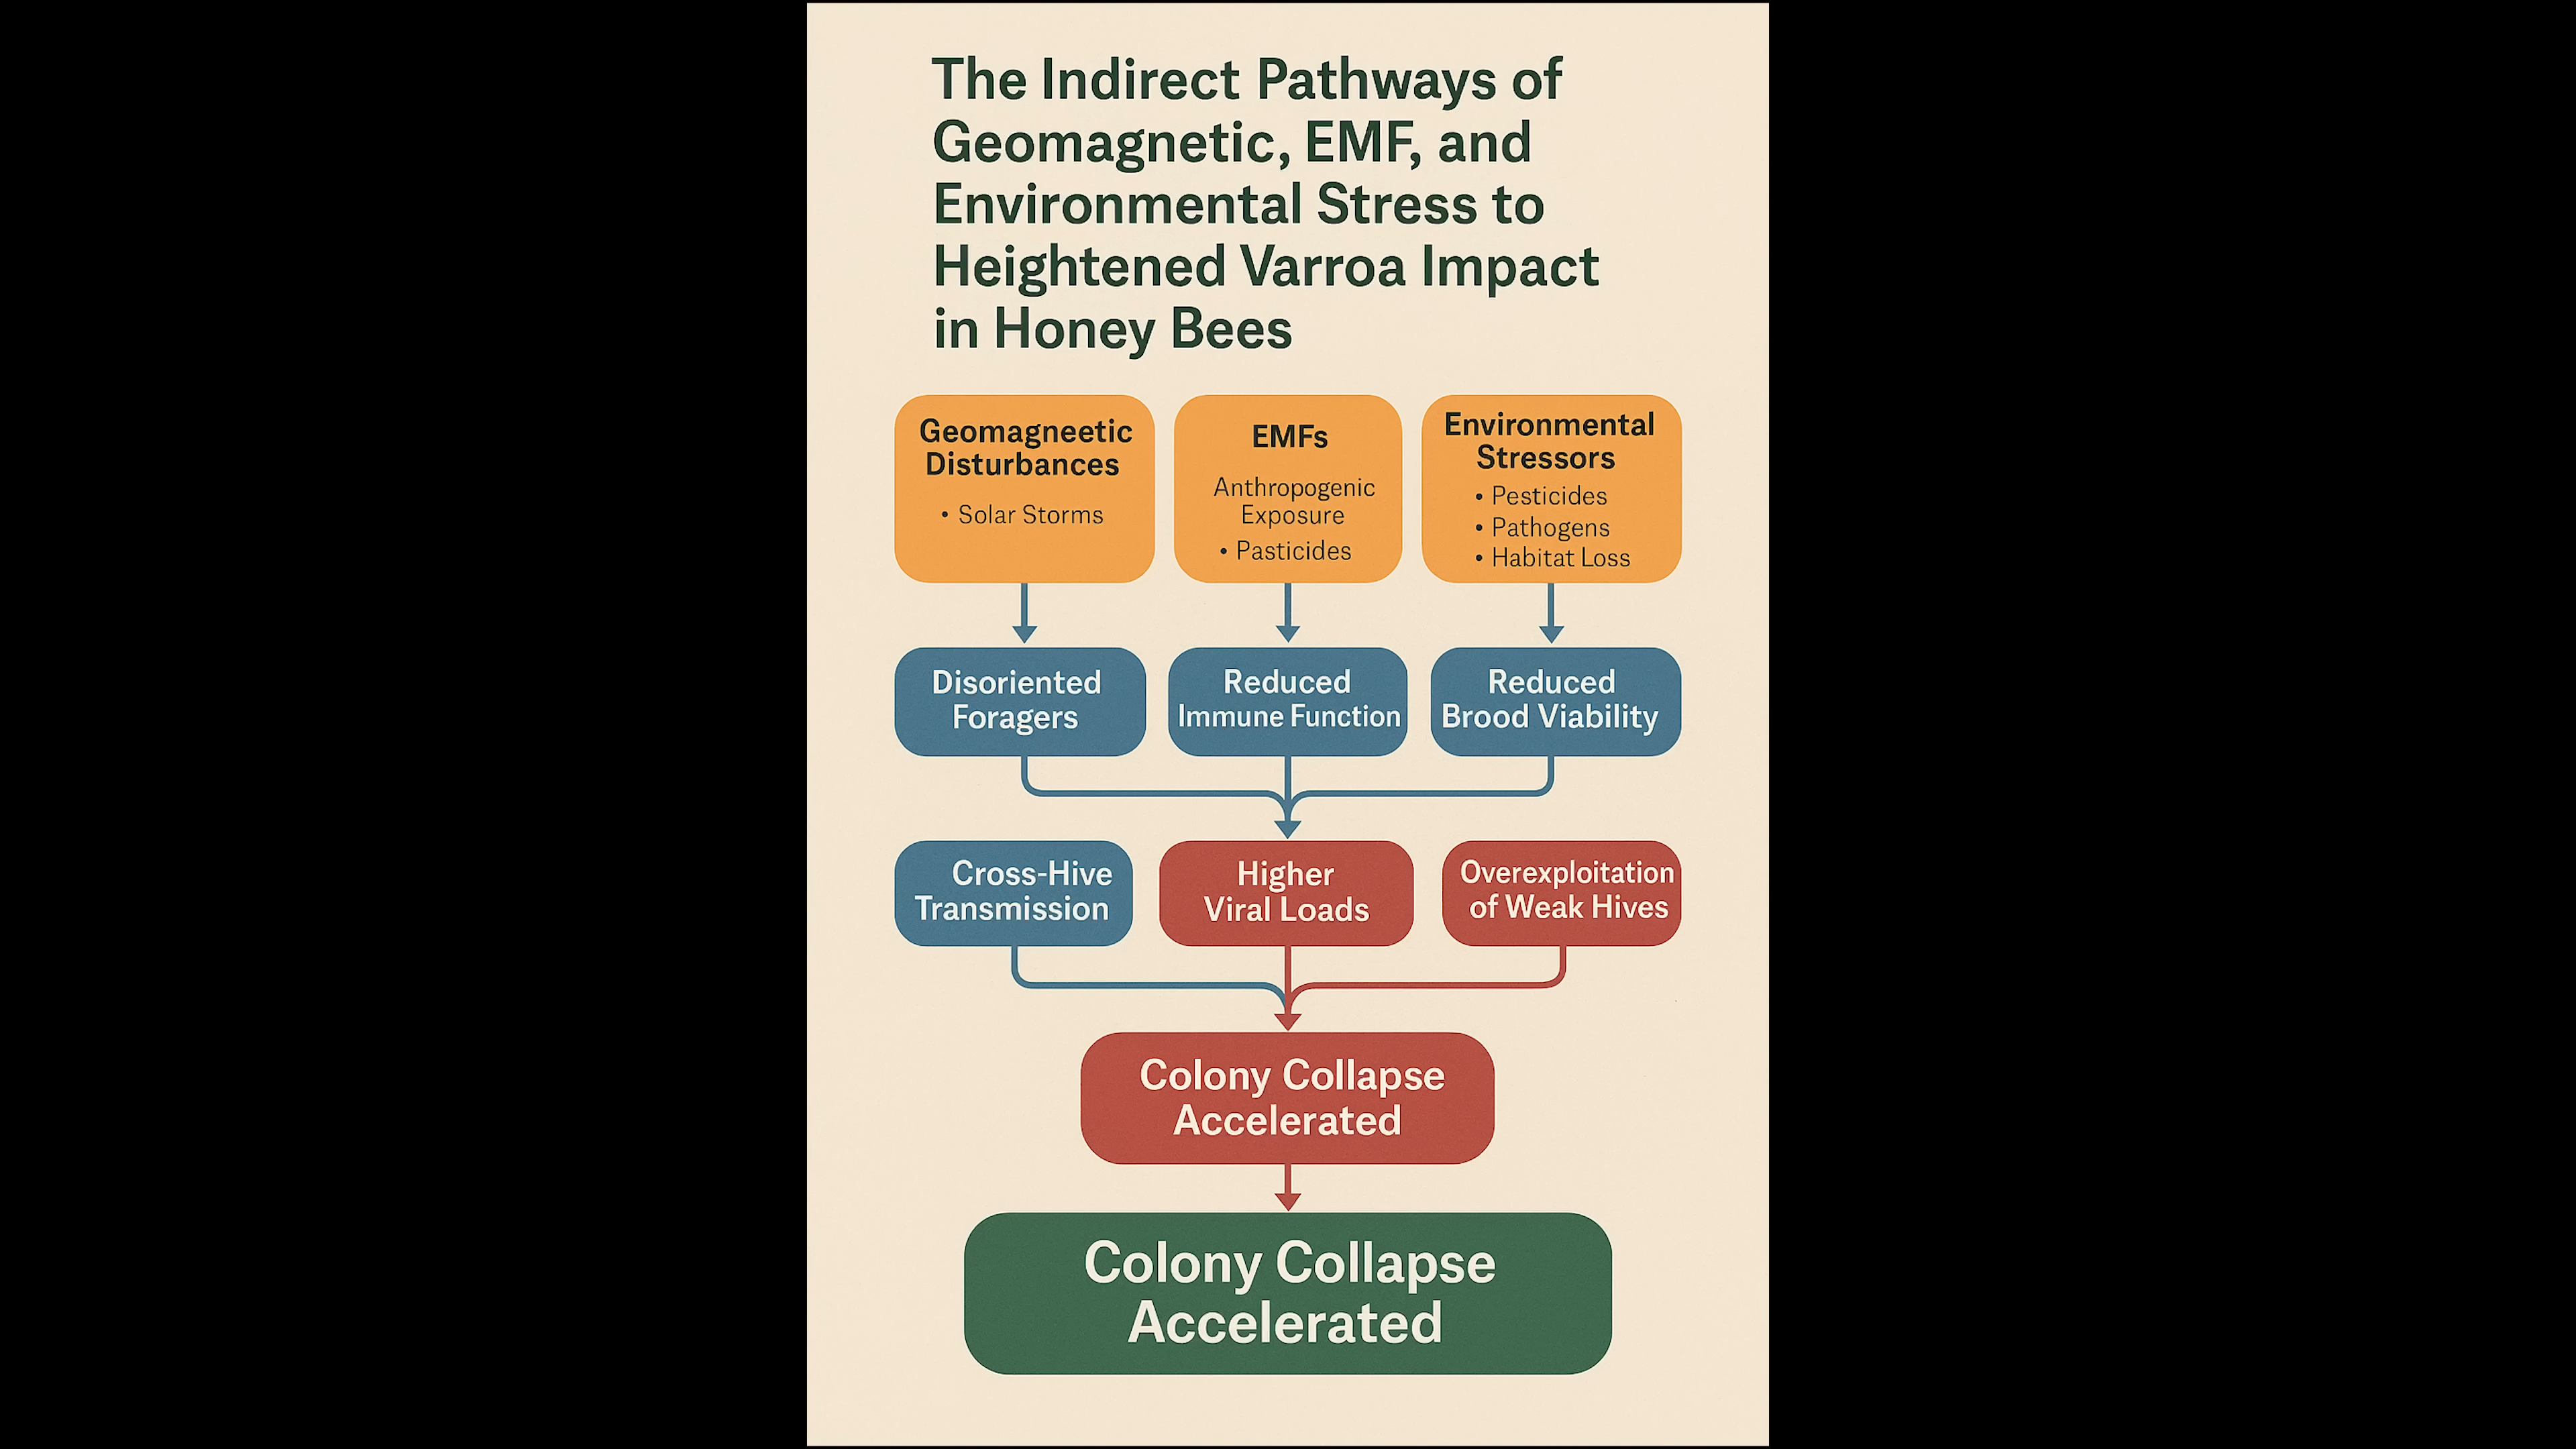 The Indirect Pathways of
Geomagnetic, EMF, and
Environmental Stress to
Heightened Varroa Impact
in Honey Bees
Geomagneetic
Disturbances
• Solar Storms
EMFs
Anthropogenic
Exposure
• Pasticides
Environmental
Stressors
• Pesticides
• Pathogens
• Habitat Loss
Disoriented
Foragers
Reduced
Immune Function
Reduced
Brood Viability
Cross-Hive
Transmission
Higher
Viral Loads
Overexploitation
of Weak Hives
Colony Collapse
Accelerated
Colony Collapse
Accelerated